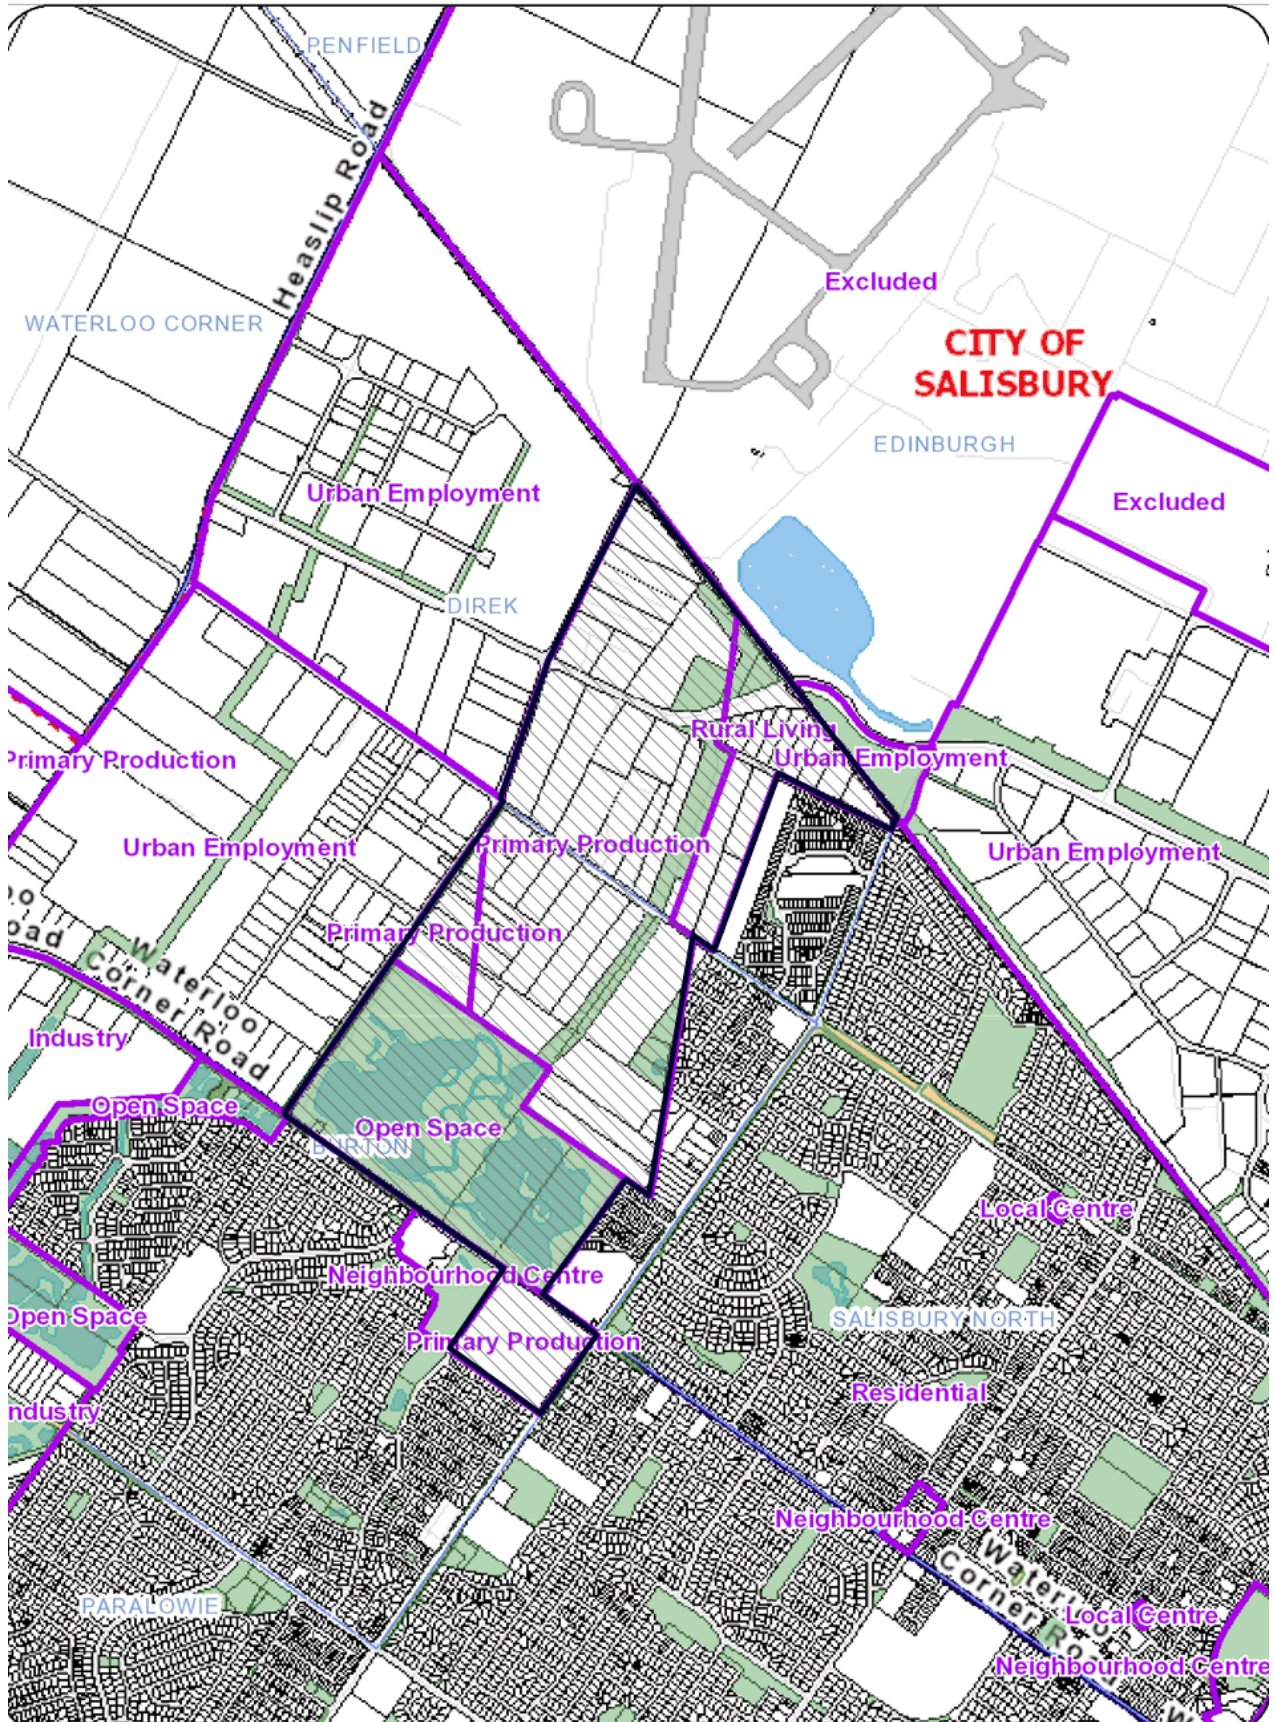 PENFIELD
Heaslip Road
Excluded
WATERLOO CORNER
CITY OF
SALISBURY
EDINBURGH
Urban Employment
Excluded
DIREK
Rural Living
Primary Production
Urban Employment
Urban Employment
Primary Production
Urban Employment
Primary Production
oad
Waterloo
Corner Road
Industry
Open Space
Open Space
BURTON
Local Centre
Neighbourhood Centre
Open Space
SALISBURY NORTH
Primary Production
Residential
ndustry
Neighbourhood Centre
Waterloo
Corner Road
PARALOWIE
Local Centre
Neighbourhood Centre